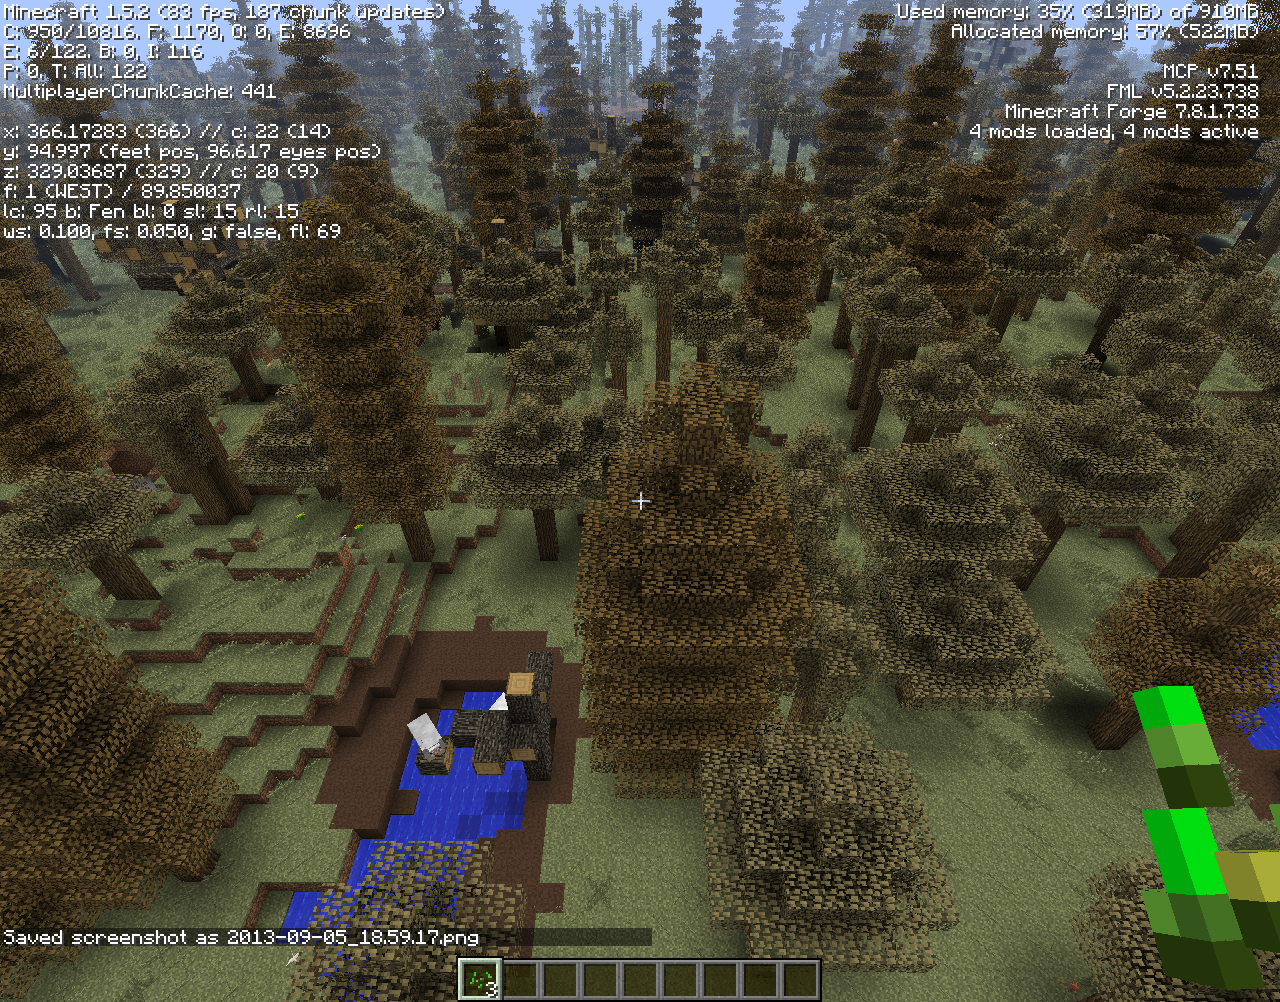 Minecraft 1.5.2 (83 fps, 187 chunk updates)
C: 950/10816. F: 1170, O: 0, E: 8696
E: 6/122. B: 0, I: 116
P: 0, T: All: 122
MultiplayerChunkCache: 441
x: 366.17283 (366) // c: 22 (14)
y: 94.997 (feet pos, 96.617 eyes pos)
z: 329.03687 (329) // c: 20 (9)
f: 1 (WEST) / 89.850037
lc: 95 b: Fen bl: 0 sl: 15 rl: 15
ws: 0.100, fs: 0.050, g: false, fl: 69
Used memory: 35% (319MB) of 910MB
Allocated memory: 57% (522MB)
MCP v7.51
FML v5.2.23.738
Minecraft Forge 7.8.1.738
4 mods loaded, 4 mods active
Saved screenshot as 2013-09-05_18.59.17.png
3